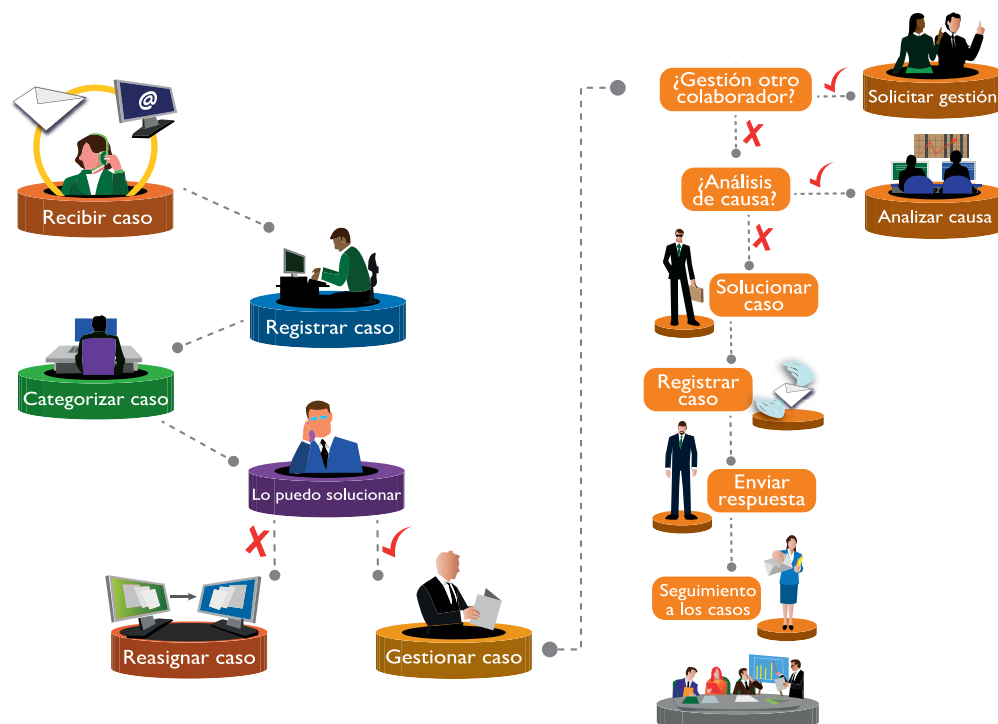 @
Recibir caso
Registrar caso
Categorizar caso
Lo puedo solucionar
Reasignar caso
Gestionar caso
¿Gestión otro
colaborador?
Solicitar gestión
¿Análisis
de causa?
Analizar causa
Solucionar
caso
Registrar
caso
Enviar
respuesta
Seguimiento
a los casos